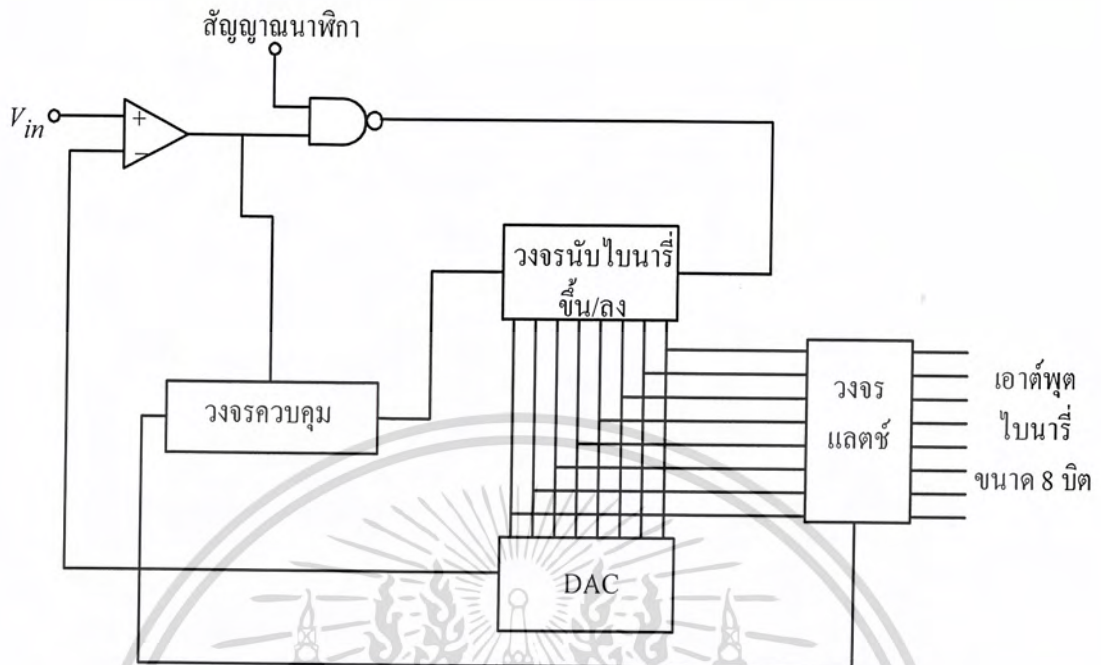 สัญญาณนาฬิกา
V_in
+
−
วงจรนับไบนารี่
ขึ้น/ลง
วงจรควบคุม
วงจร
แลตช์
เอาต์พุต
ไบนารี่
ขนาด 8 บิต
DAC